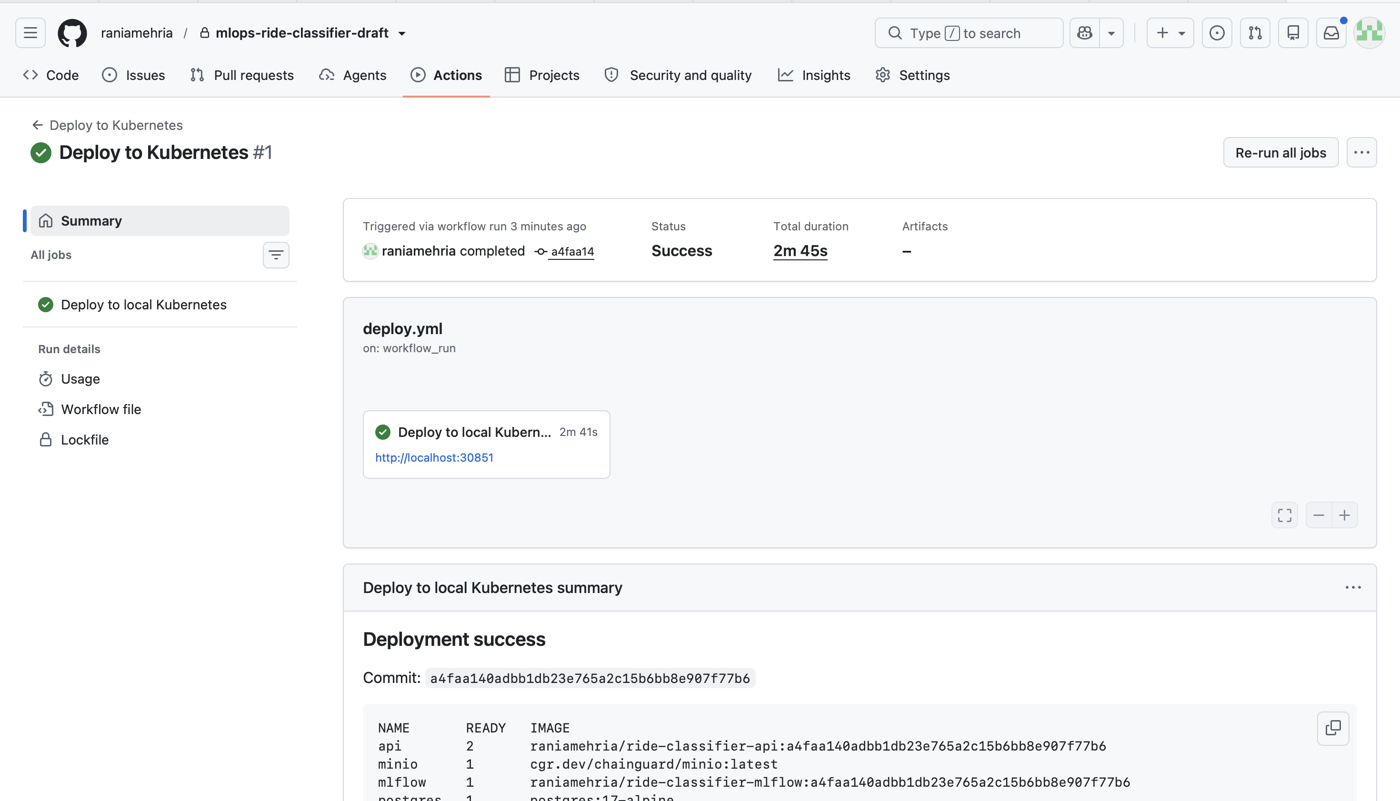 raniamehria / mlops-ride-classifier-draft
Type / to search
Code Issues Pull requests Agents Actions Projects Security and quality Insights Settings
Deploy to Kubernetes
Deploy to Kubernetes #1
Re-run all jobs
Summary
All jobs
Deploy to local Kubernetes
Run details
Usage
Workflow file
Lockfile
Triggered via workflow run 3 minutes ago
raniamehria completed a4faa14
Status
Success
Total duration
2m 45s
Artifacts
–
deploy.yml
on: workflow_run
Deploy to local Kubern... 2m 41s
http://localhost:30851
Deploy to local Kubernetes summary
Deployment success
Commit: a4faa140adbb1db23e765a2c15b6bb8e907f77b6
NAME READY IMAGE
api 2 raniamehria/ride-classifier-api:a4faa140adbb1db23e765a2c15b6bb8e907f77b6
minio 1 cgr.dev/chainguard/minio:latest
mlflow 1 raniamehria/ride-classifier-mlflow:a4faa140adbb1db23e765a2c15b6bb8e907f77b6
postgres 1 postgres:17-alpine